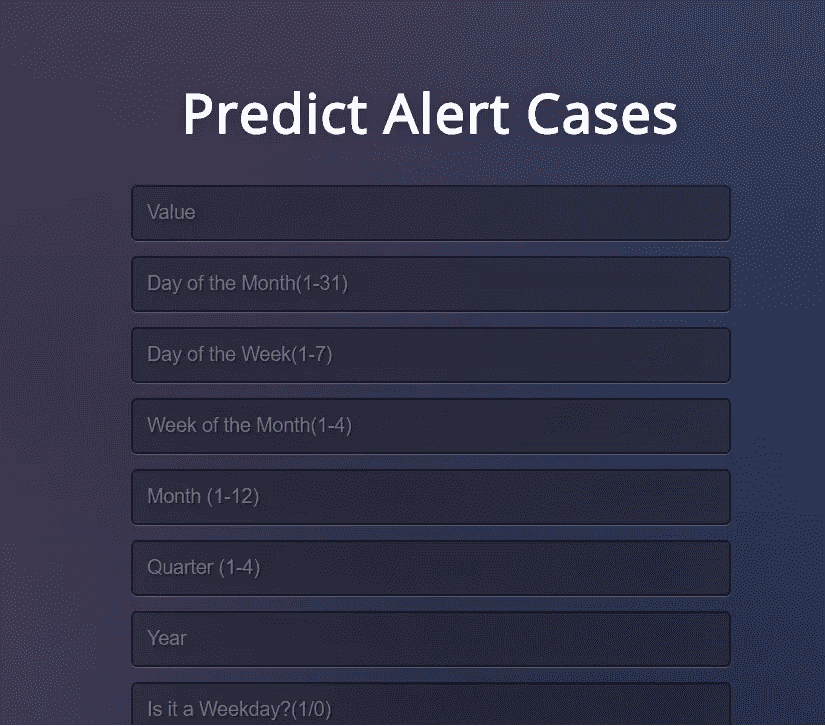 Predict Alert Cases
Value
Day of the Month(1-31)
Day of the Week(1-7)
Week of the Month(1-4)
Month (1-12)
Quarter (1-4)
Year
Is it a Weekday?(1/0)